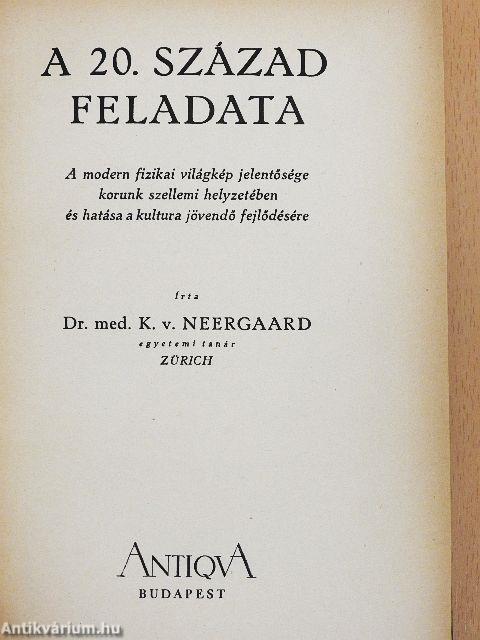 A 20. SZÁZAD
FELADATA
A modern fizikai világkép jelentősége
korunk szellemi helyzetében
és hatása a kultura jövendő fejlődésére
írta
Dr. med. K. v. NEERGAARD
egyetemi tanár
ZÜRICH
ANTIQVA
BUDAPEST
Antikvárium.hu